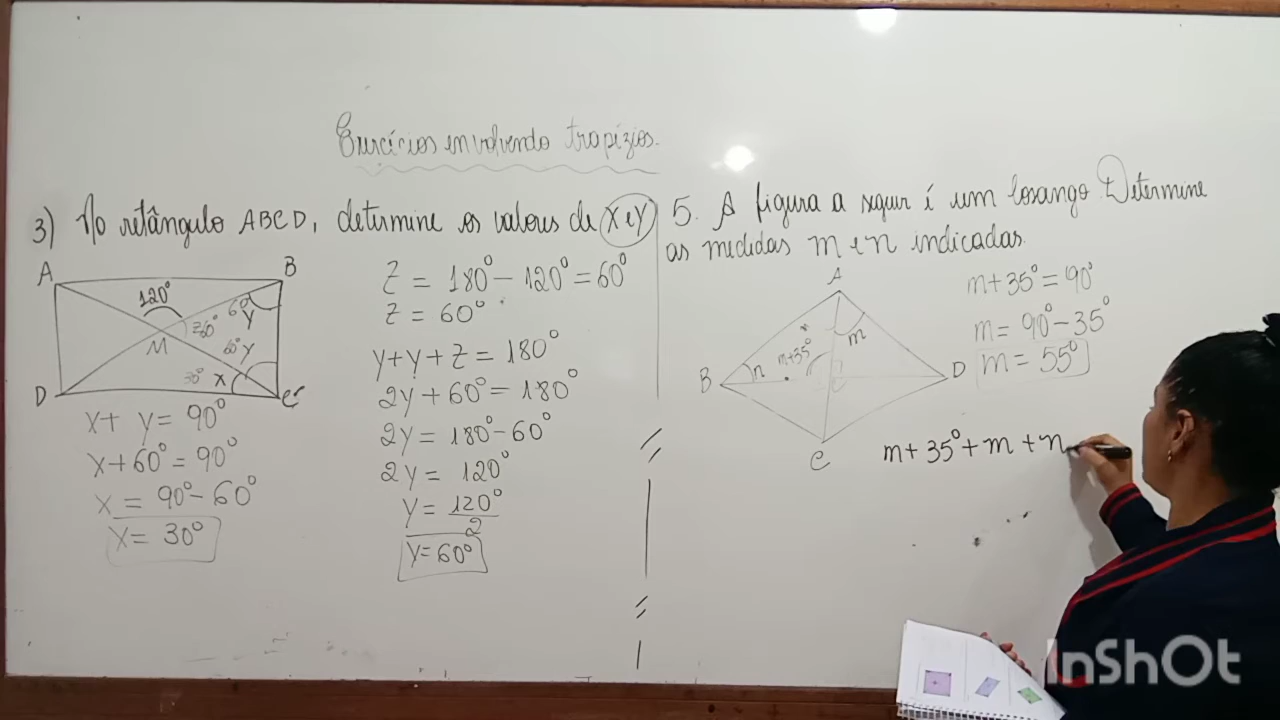 Exercícios envolvendo trapézios.
3) No retângulo ABCD, determine os valores de x e y
A
B
120°
60°
y
z 60°
M
60° y
30° x
D
C
x + y = 90°
x + 60° = 90°
x = 90° - 60°
x = 30°
z = 180° - 120° = 60°
z = 60°
y + y + z = 180°
2y + 60° = 180°
2y = 180° - 60°
2y = 120°
y = 120°
2
y = 60°
5. A figura a seguir é um losango. Determine
as medidas m e n indicadas.
A
m
m+35°
B
n
D
C
m + 35° = 90°
m = 90° - 35°
m = 55°
m + 35° + m + n
InShOt